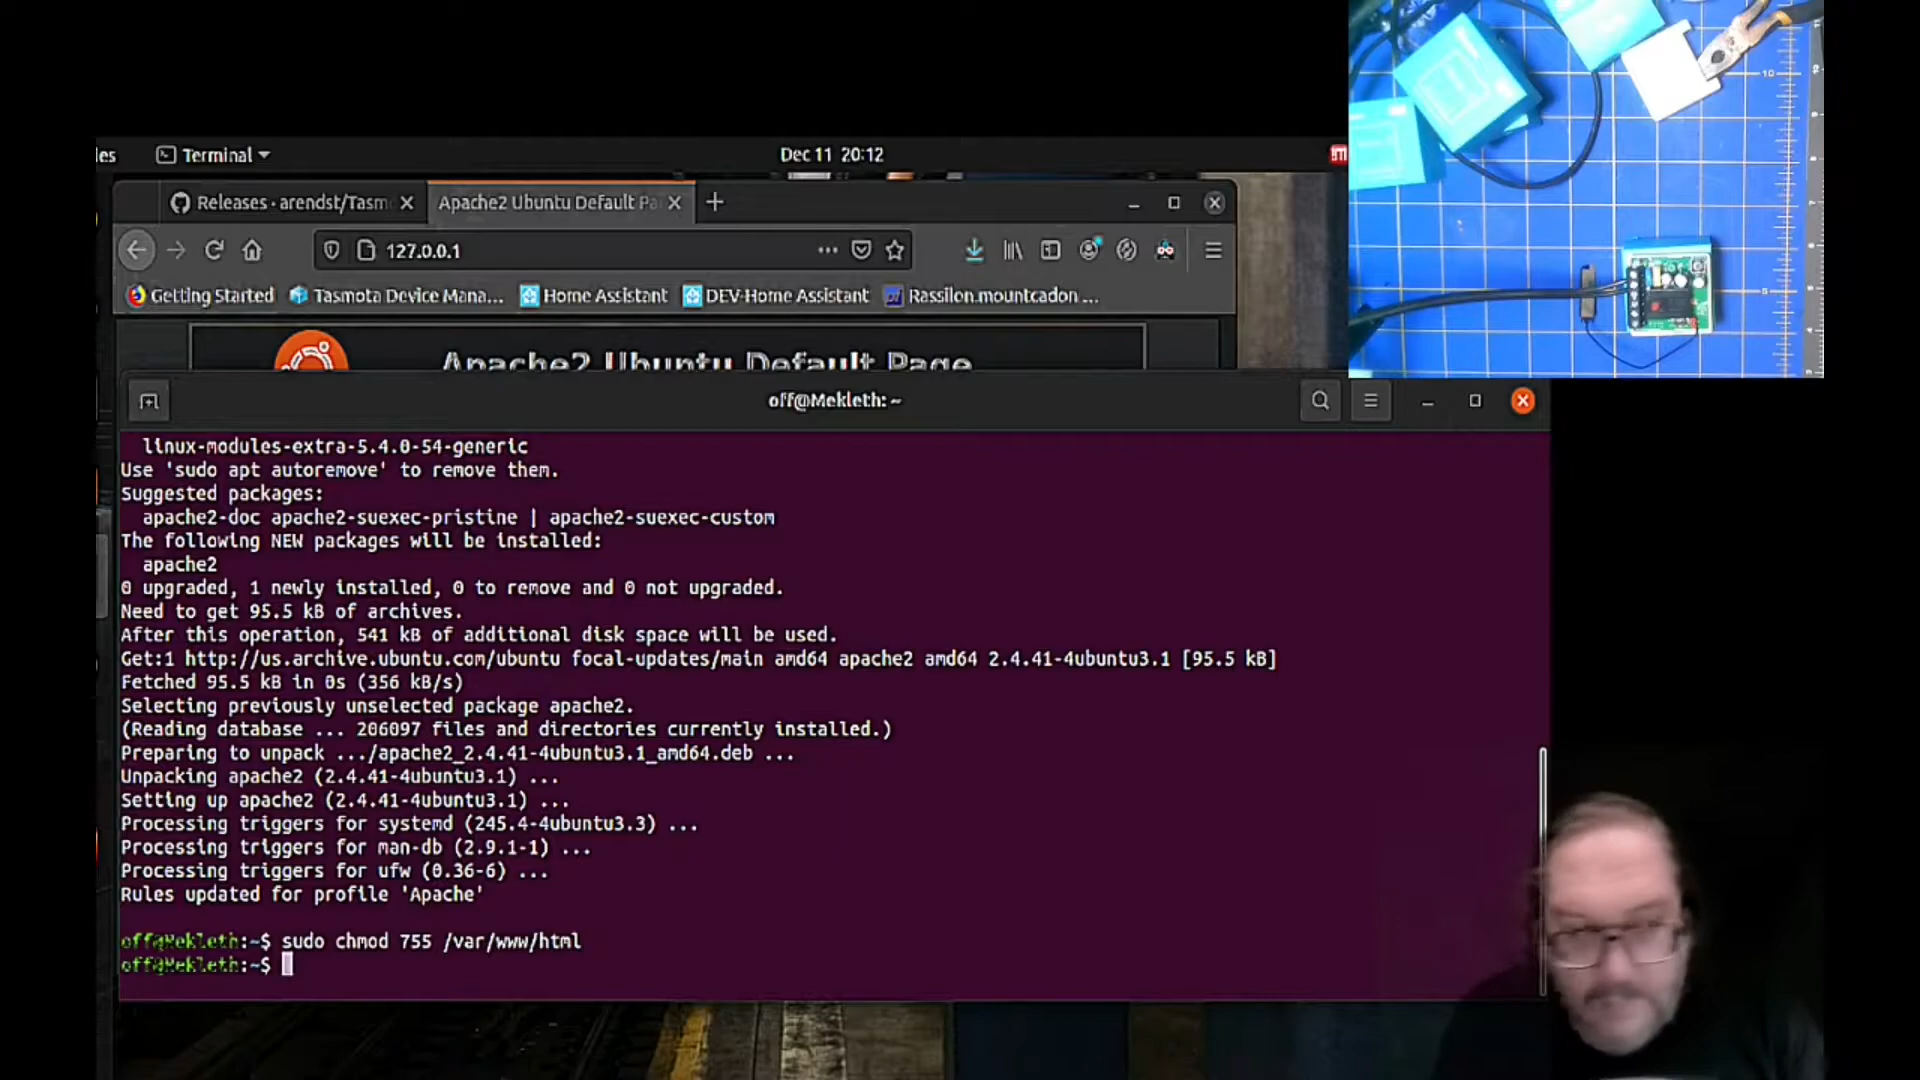 les Terminal Dec 11 20:12
Releases · arendst/Tasm Apache2 Ubuntu Default Pa
127.0.0.1
Getting Started Tasmota Device Mana... Home Assistant DEV-Home Assistant Rassilon.mountcadon ...
Apache2 Ubuntu Default Page
off@Mekleth: ~
linux-modules-extra-5.4.0-54-generic
Use 'sudo apt autoremove' to remove them.
Suggested packages:
apache2-doc apache2-suexec-pristine | apache2-suexec-custom
The following NEW packages will be installed:
apache2
0 upgraded, 1 newly installed, 0 to remove and 0 not upgraded.
Need to get 95.5 kB of archives.
After this operation, 541 kB of additional disk space will be used.
Get:1 http://us.archive.ubuntu.com/ubuntu focal-updates/main amd64 apache2 amd64 2.4.41-4ubuntu3.1 [95.5 kB]
Fetched 95.5 kB in 0s (356 kB/s)
Selecting previously unselected package apache2.
(Reading database ... 206097 files and directories currently installed.)
Preparing to unpack .../apache2_2.4.41-4ubuntu3.1_amd64.deb ...
Unpacking apache2 (2.4.41-4ubuntu3.1) ...
Setting up apache2 (2.4.41-4ubuntu3.1) ...
Processing triggers for systemd (245.4-4ubuntu3.3) ...
Processing triggers for man-db (2.9.1-1) ...
Processing triggers for ufw (0.36-6) ...
Rules updated for profile 'Apache'
off@Mekleth:~$ sudo chmod 755 /var/www/html
off@Mekleth:~$